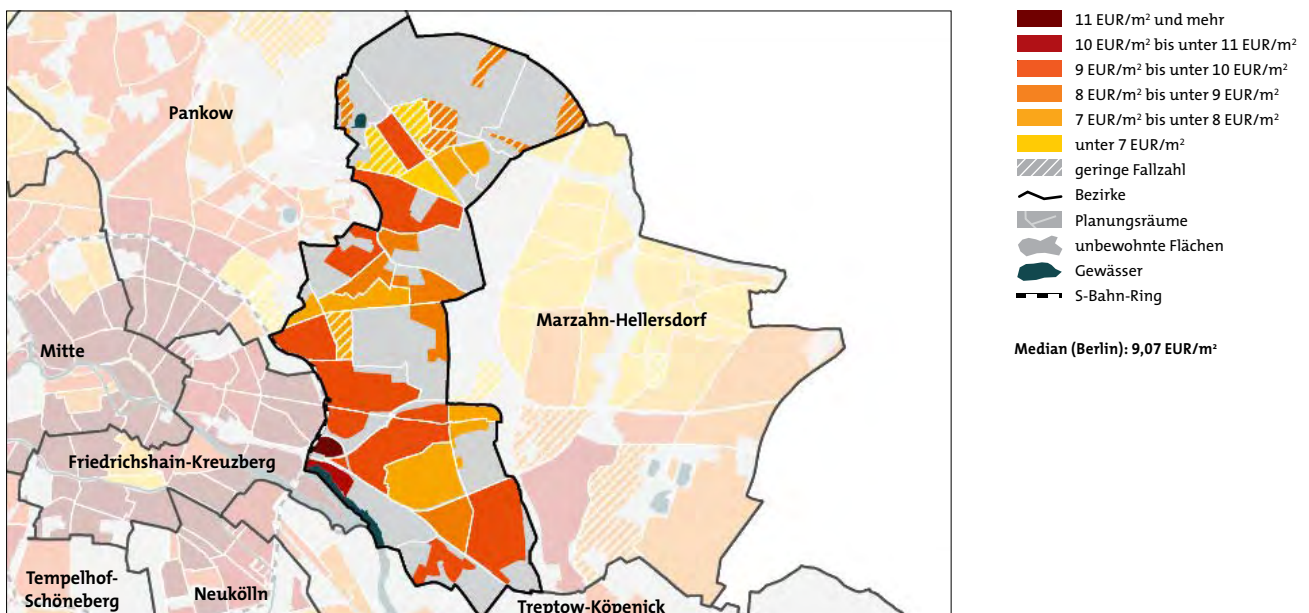 Pankow
Marzahn-Hellersdorf
Mitte
Friedrichshain-Kreuzberg
Tempelhof-
Schöneberg
Neukölln
Treptow-Köpenick
11 EUR/m² und mehr
10 EUR/m² bis unter 11 EUR/m²
9 EUR/m² bis unter 10 EUR/m²
8 EUR/m² bis unter 9 EUR/m²
7 EUR/m² bis unter 8 EUR/m²
unter 7 EUR/m²
geringe Fallzahl
Bezirke
Planungsräume
unbewohnte Flächen
Gewässer
S-Bahn-Ring
Median (Berlin): 9,07 EUR/m²